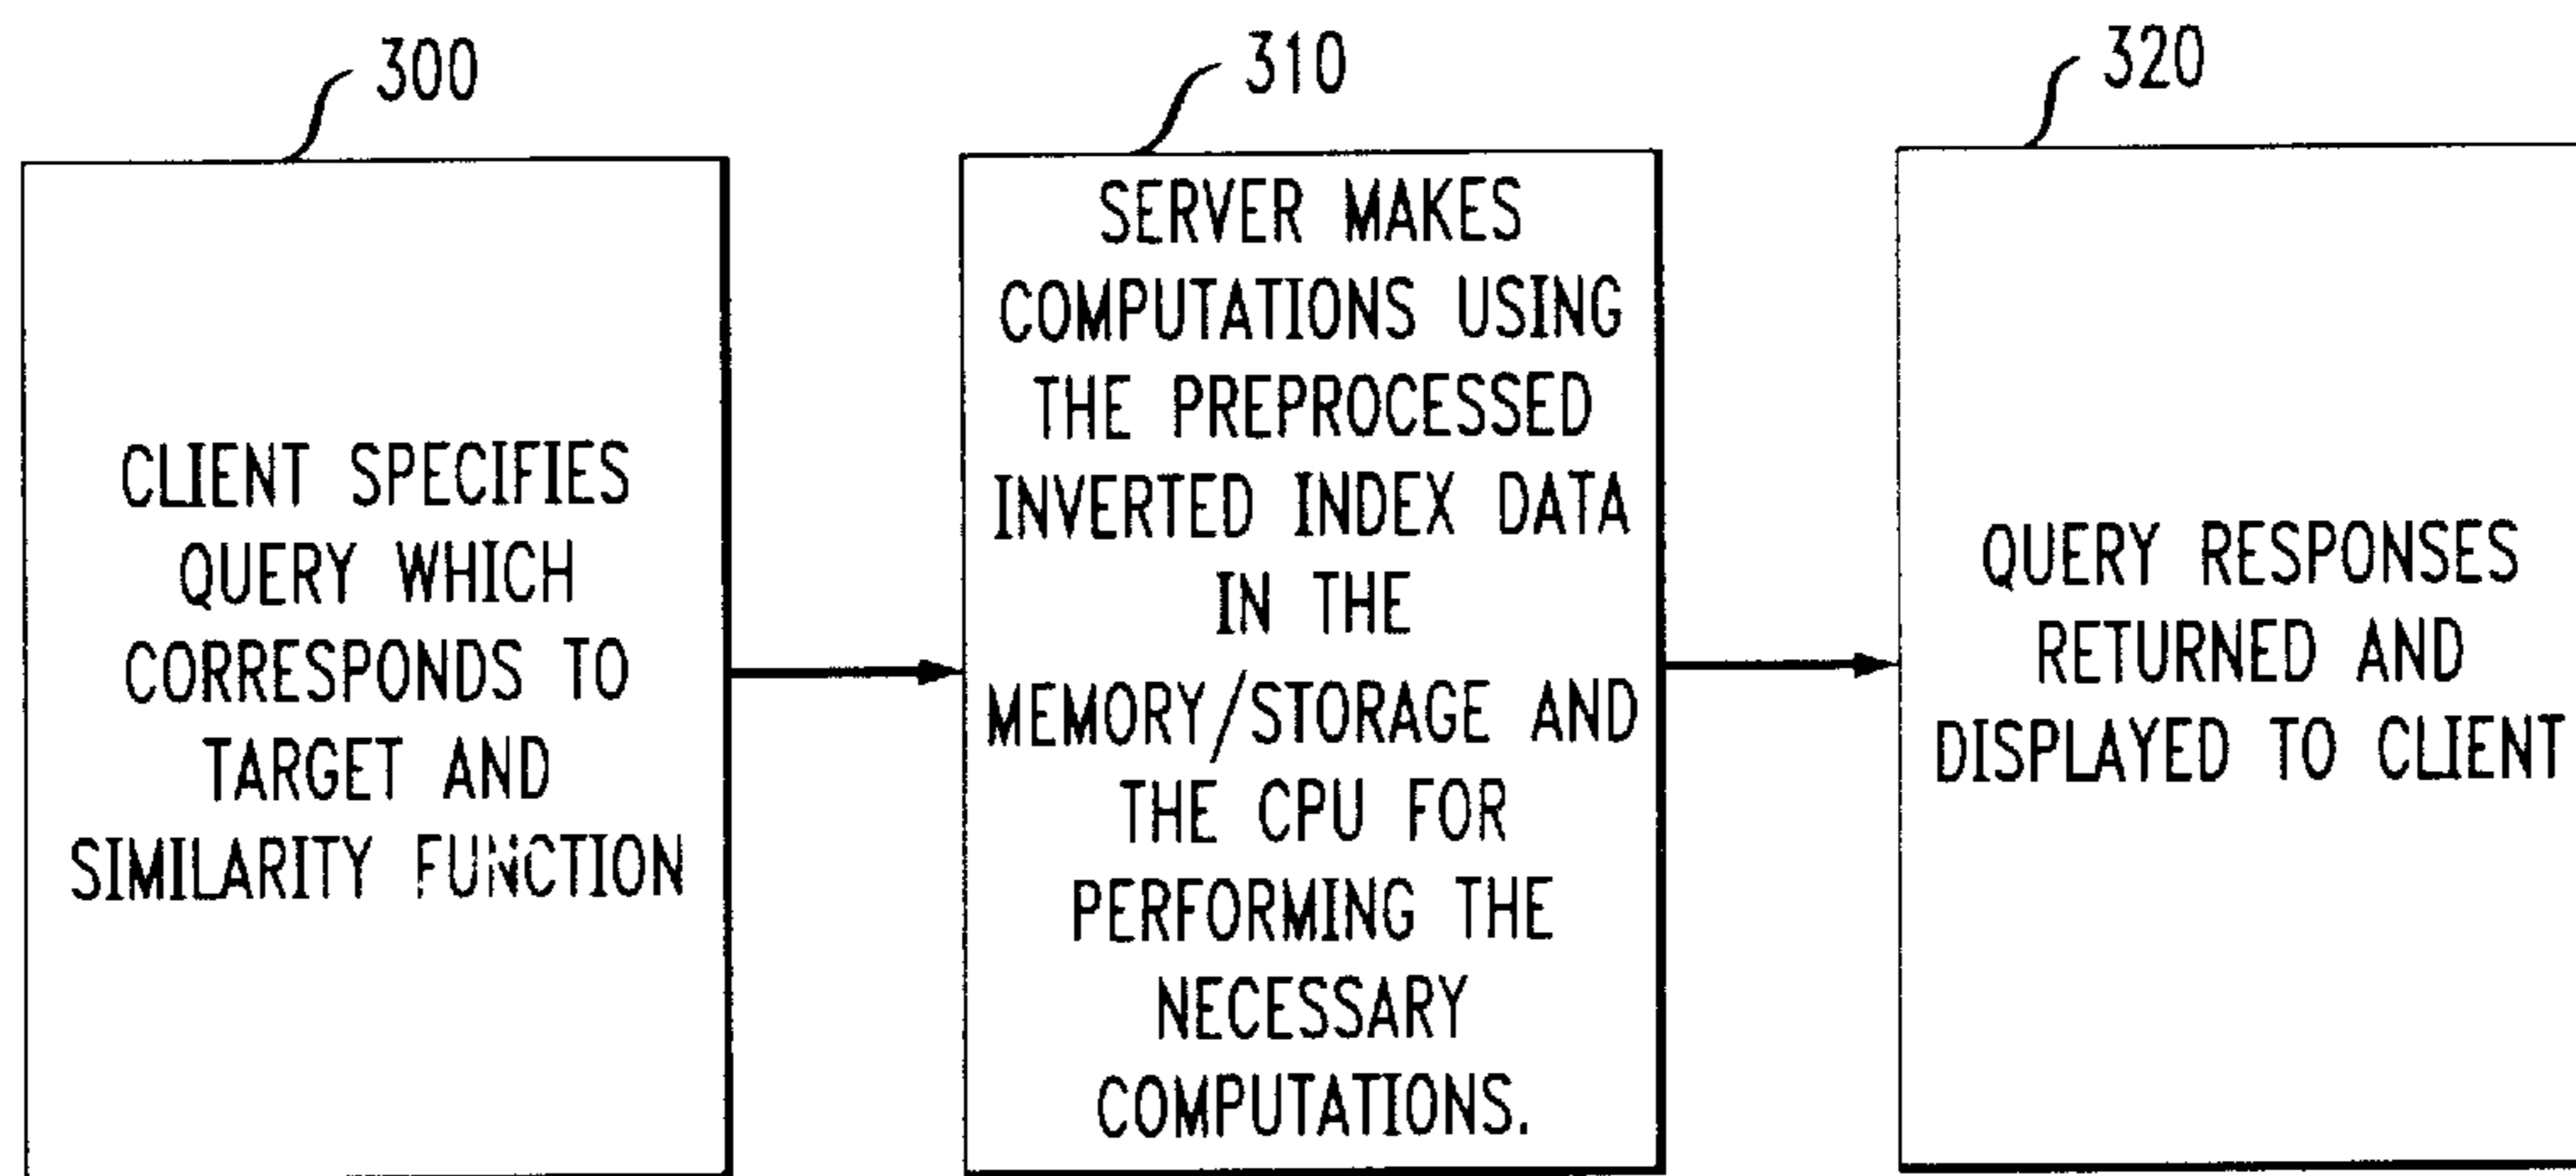 300
CLIENT SPECIFIES
QUERY WHICH
CORRESPONDS TO
TARGET AND
SIMILARITY FUNCTION
310
SERVER MAKES
COMPUTATIONS USING
THE PREPROCESSED
INVERTED INDEX DATA
IN THE
MEMORY/STORAGE AND
THE CPU FOR
PERFORMING THE
NECESSARY
COMPUTATIONS.
320
QUERY RESPONSES
RETURNED AND
DISPLAYED TO CLIENT